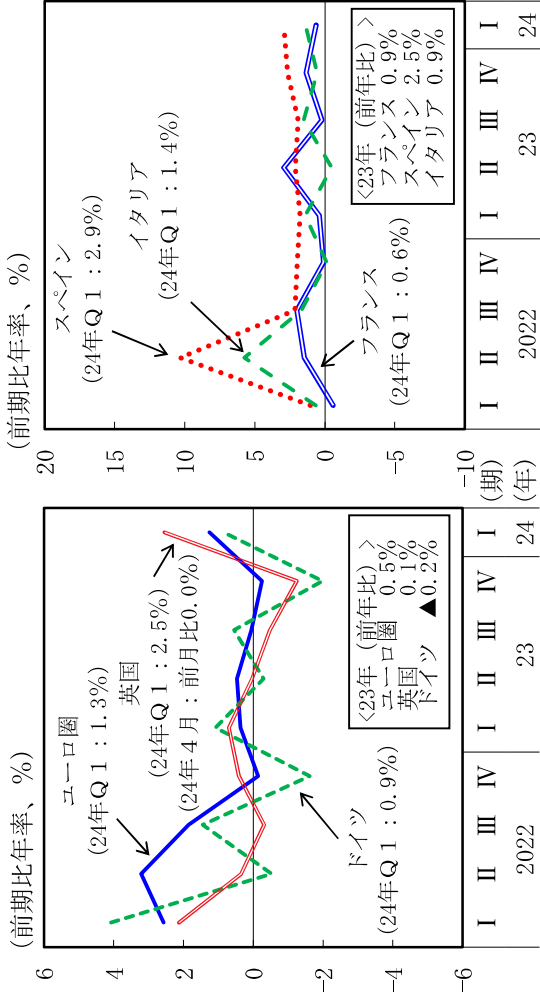 (前期比年率、%)
6
4
2
0
-2
-4
-6
ユーロ圏
(24年Q1:1.3%)
英国
(24年Q1:2.5%)
(24年4月:前月比0.0%)
ドイツ
(24年Q1:0.9%)
<23年 (前年比) >
ユーロ圏 0.5%
英国 0.1%
ドイツ ▲0.2%
Ⅰ Ⅱ Ⅲ Ⅳ Ⅰ Ⅱ Ⅲ Ⅳ Ⅰ
2022 23 24
(前期比年率、%)
20
15
10
5
0
-5
-10
スペイン
(24年Q1:2.9%)
イタリア
(24年Q1:1.4%)
フランス
(24年Q1:0.6%)
<23年 (前年比) >
フランス 0.9%
スペイン 2.5%
イタリア 0.9%
(期) Ⅰ Ⅱ Ⅲ Ⅳ Ⅰ Ⅱ Ⅲ Ⅳ Ⅰ
(年) 2022 23 24